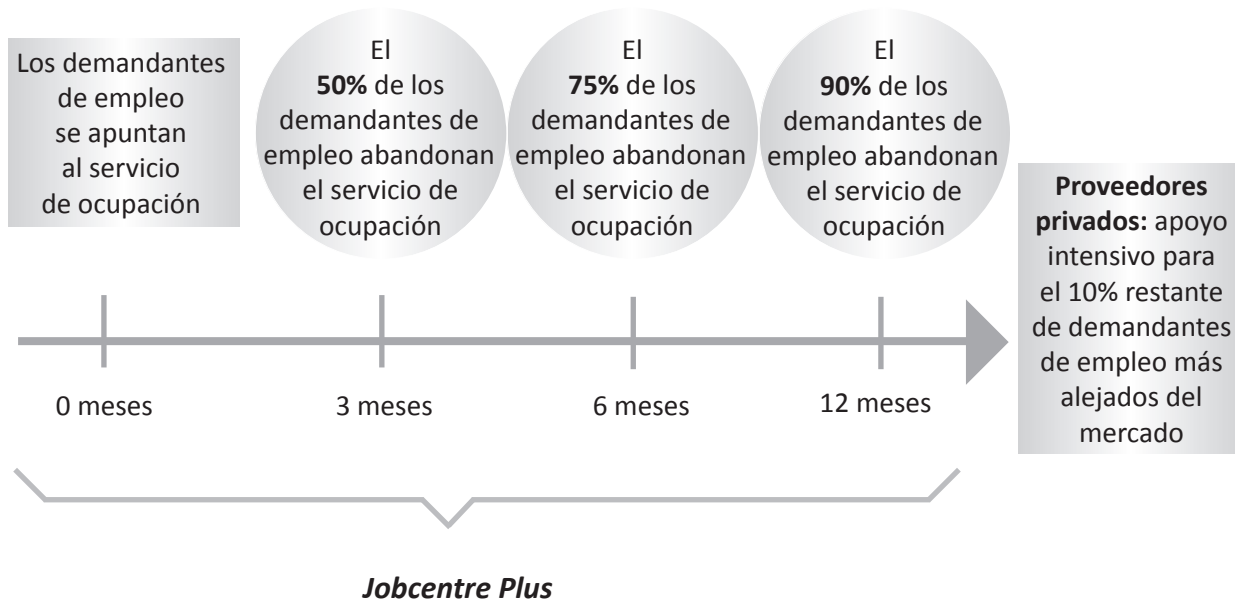 Los demandantes
de empleo
se apuntan
al servicio
de ocupación
El
50% de los
demandantes de
empleo abandonan
el servicio de
ocupación
El
75% de los
demandantes de
empleo abandonan
el servicio de
ocupación
El
90% de los
demandantes de
empleo abandonan
el servicio de
ocupación
Proveedores
privados: apoyo
intensivo para
el 10% restante
de demandantes
de empleo más
alejados del
mercado
0 meses
3 meses
6 meses
12 meses
Jobcentre Plus